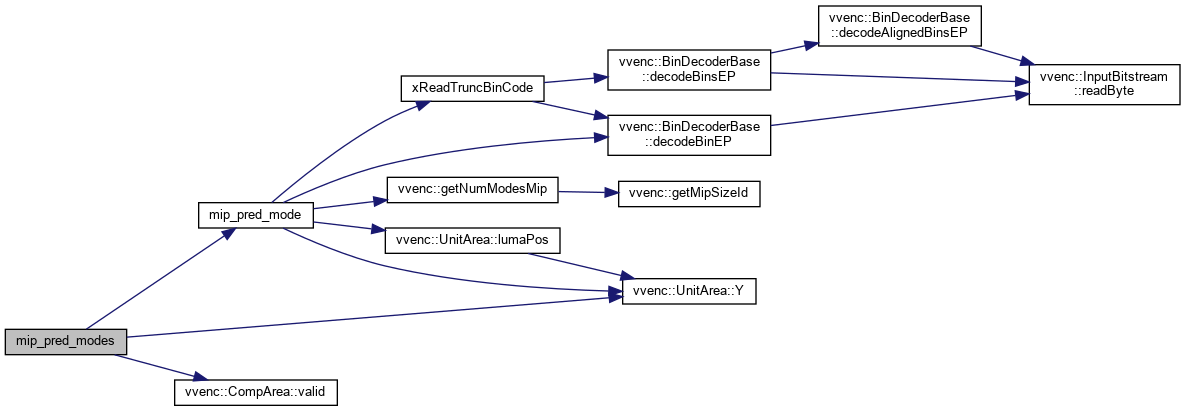 vvenc::BinDecoderBase
::decodeAlignedBinsEP
vvenc::BinDecoderBase
::decodeBinsEP
vvenc::InputBitstream
::readByte
xReadTruncBinCode
vvenc::BinDecoderBase
::decodeBinEP
vvenc::getNumModesMip
vvenc::getMipSizeId
mip_pred_mode
vvenc::UnitArea::lumaPos
vvenc::UnitArea::Y
mip_pred_modes
vvenc::CompArea::valid